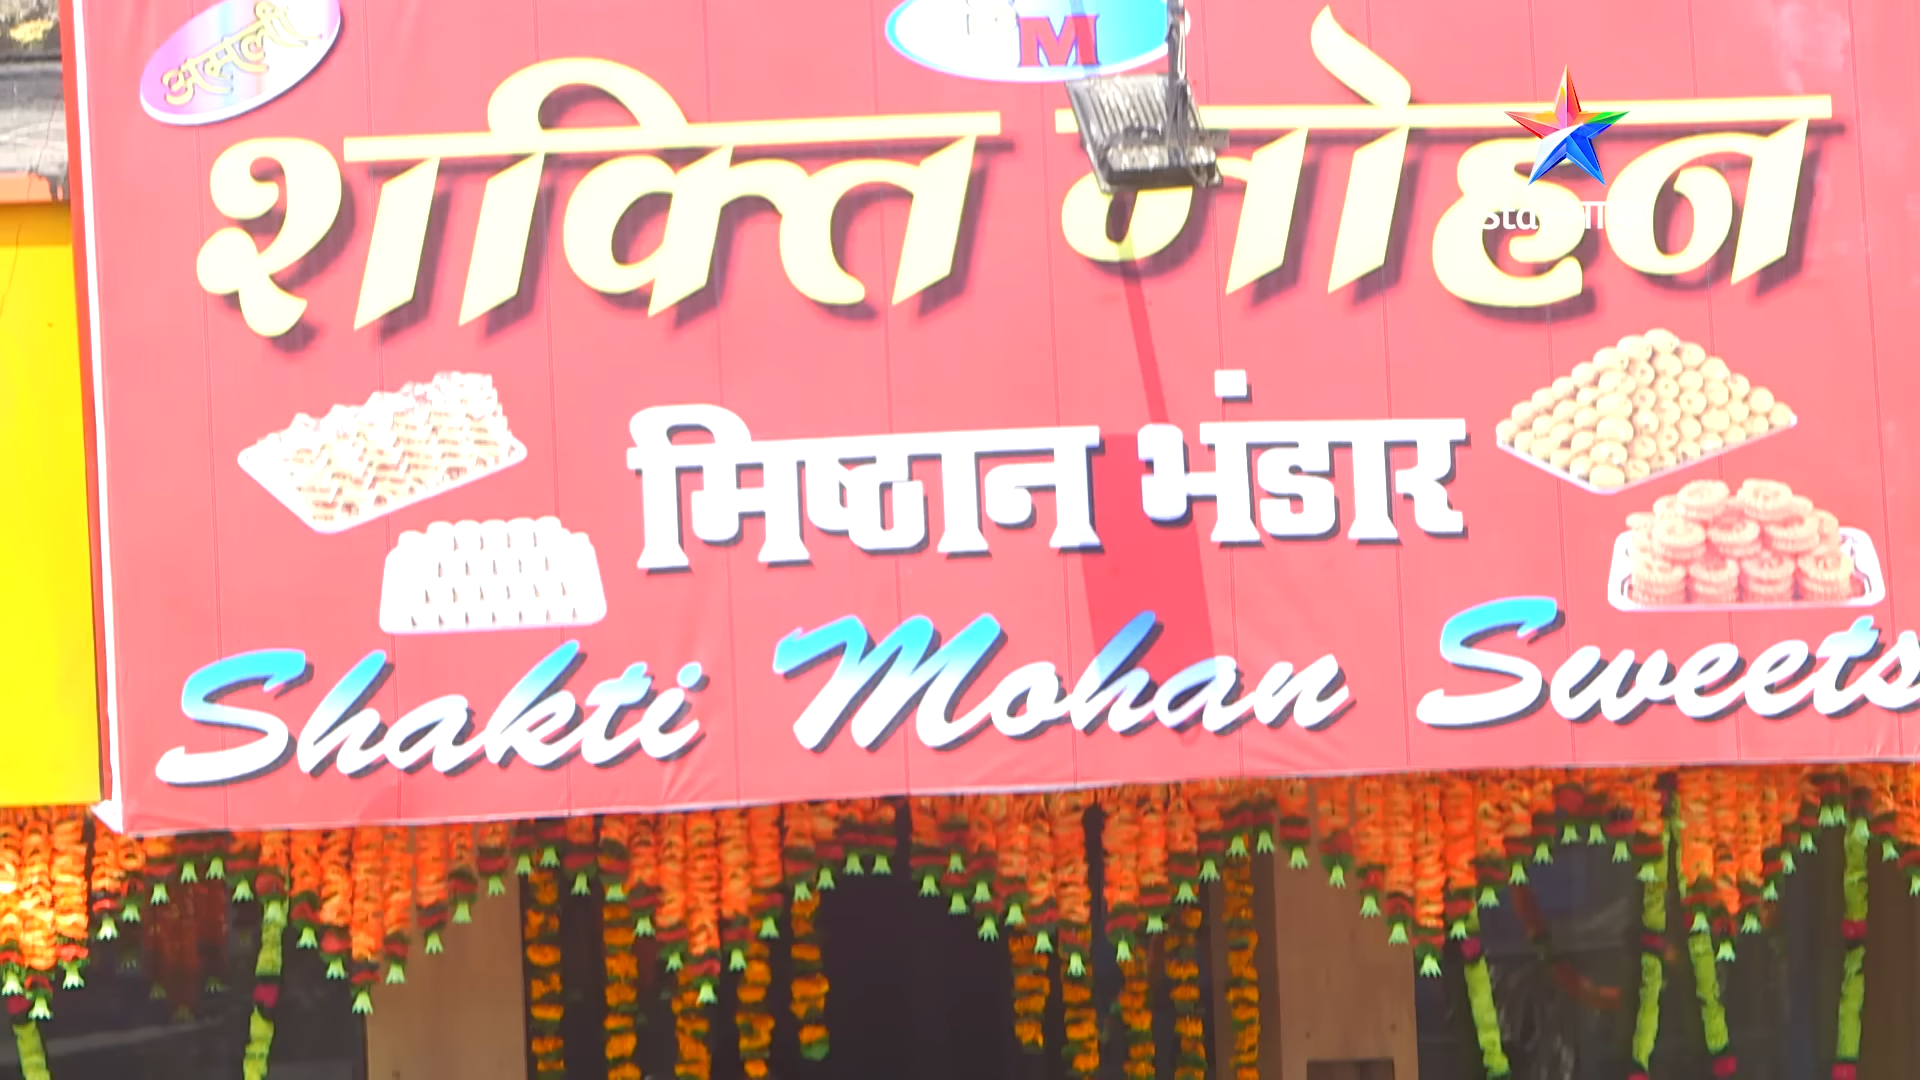 असली
M
शक्ति मोहन
मिष्ठान भंडार
Shakti Mohan Sweets